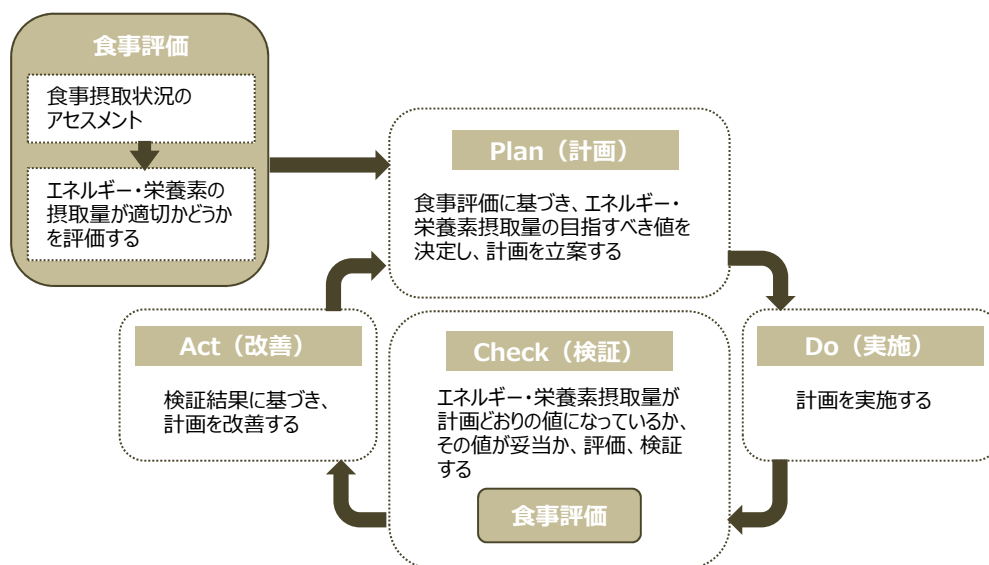 食事評価
食事摂取状況の
アセスメント
エネルギー・栄養素の
摂取量が適切かどうか
を評価する
Plan（計画）
食事評価に基づき、エネルギー・
栄養素摂取量の目指すべき値を
決定し、計画を立案する
Do（実施）
計画を実施する
Check（検証）
エネルギー・栄養素摂取量が
計画どおりの値になっているか、
その値が妥当か、評価、検証
する
食事評価
Act（改善）
検証結果に基づき、
計画を改善する